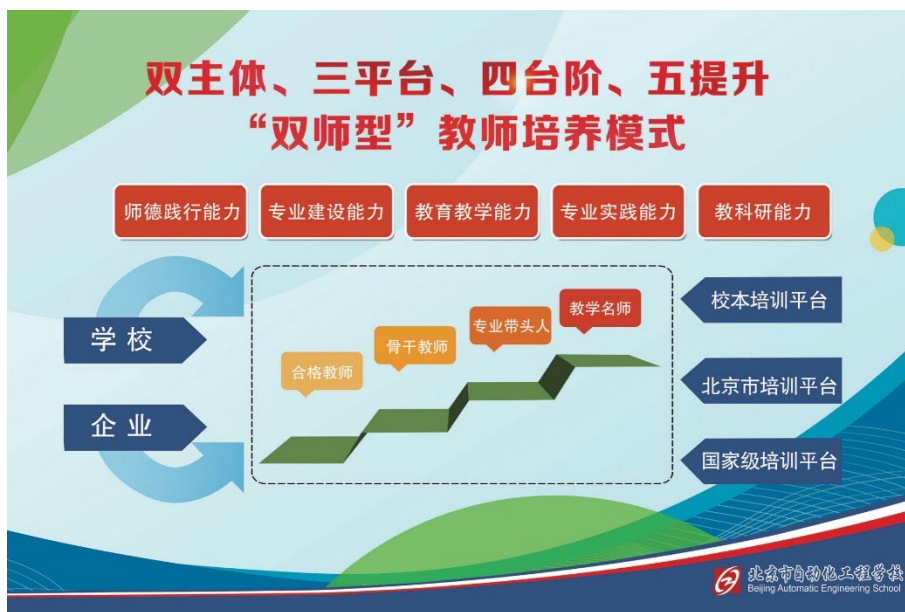 双主体、三平台、四台阶、五提升
“双师型”教师培养模式
师德践行能力
专业建设能力
教育教学能力
专业实践能力
教科研能力
学校
企业
合格教师
骨干教师
专业带头人
教学名师
校本培训平台
北京市培训平台
国家级培训平台
北京市自动化工程学校
Beijing Automatic Engineering School